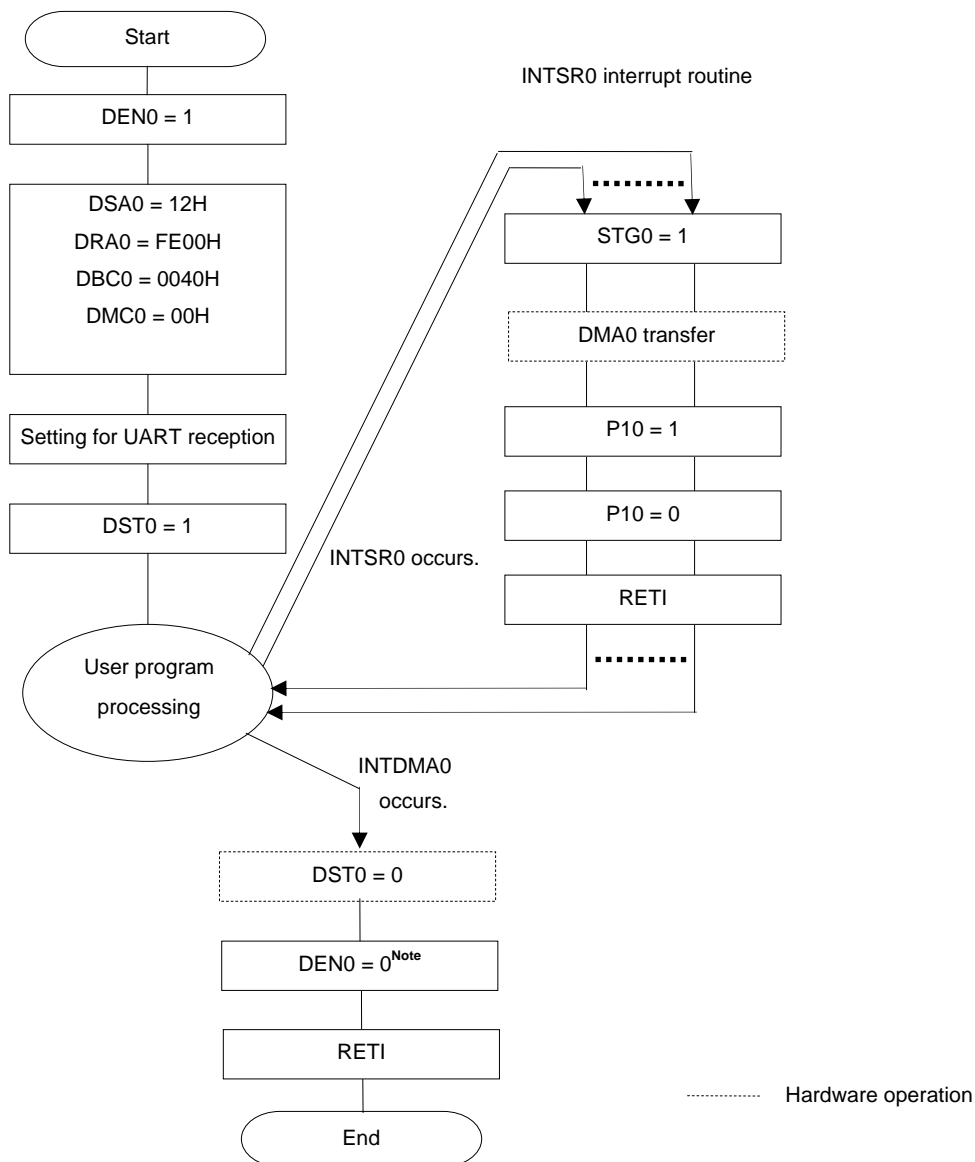 Start
DEN0 = 1
DSA0 = 12H
DRA0 = FE00H
DBC0 = 0040H
DMC0 = 00H
Setting for UART reception
DST0 = 1
User program
processing
INTSR0 interrupt routine
STG0 = 1
DMA0 transfer
P10 = 1
P10 = 0
RETI
INTSR0 occurs.
INTDMA0
occurs.
DST0 = 0
DEN0 = 0Note
RETI
End
Hardware operation